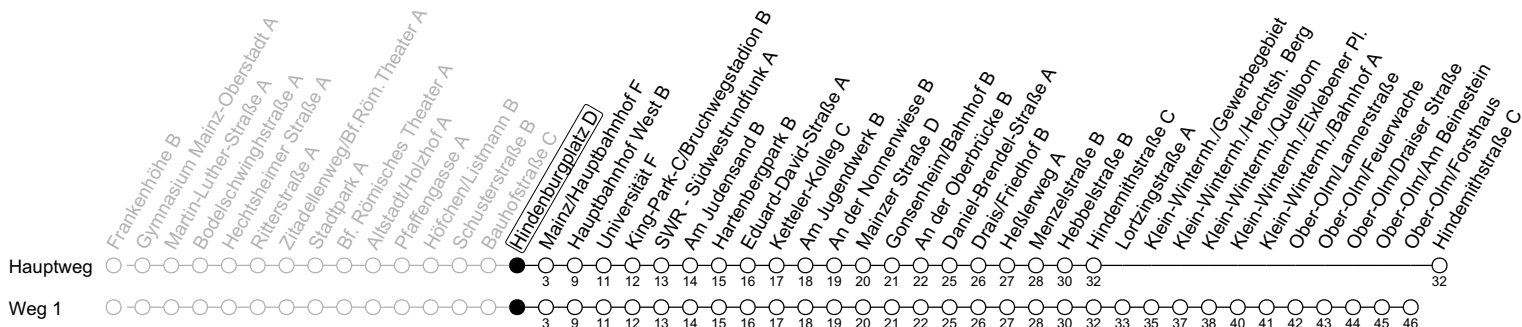 Frankenhöhe B
Gymnasium Mainz-Oberstadt A
Martin-Luther-Straße A
Bodelschwinghstraße A
Hechtsheimer Straße A
Ritterstraße A
Zitadellenweg/Bf.Röm.Theater A
Stadtpark A
Bf. Römisches Theater A
Altstadt/Holzhof A
Pfaffengasse A
Höfchen/Listmann B
Schusterstraße B
Bauhofstraße C
Hindenburgplatz D
Mainz/Hauptbahnhof F
Hauptbahnhof West B
Universität F
King-Park-C/Bruchwegstadion B
SWR - Südwestrundfunk A
Am Judensand B
Hartenbergpark B
Eduard-David-Straße A
Ketteler-Kolleg C
Am Jugendwerk B
An der Nonnenwiese B
Mainzer Straße D
Gonsenheim/Bahnhof B
An der Oberbrücke B
Daniel-Brendel-Straße A
Drais/Friedhof B
Heßlenweg A
Menzelstraße B
Hebbelstraße B
Hindemithstraße C
Lortzingstraße A
Klein-Winternh./Gewerbegebiet
Klein-Winternh./Hechtsh. Berg
Klein-Winternh./Quellborn
Klein-Winternh./Elxlebener Pl.
Klein-Winternh./Bahnhof A
Ober-Olm/Lannerstraße
Ober-Olm/Feuerwache
Ober-Olm/Draiser Straße
Ober-Olm/Am Beinestein
Ober-Olm/Forsthaus
Hindemithstraße C
Hauptweg
3 9 11 12 13 14 15 16 17 18 19 20 21 22 25 26 27 28 30 32 32
Weg 1
3 9 11 12 13 14 15 16 17 18 19 20 21 22 25 26 27 28 30 32 33 35 37 38 40 41 42 43 44 45 46